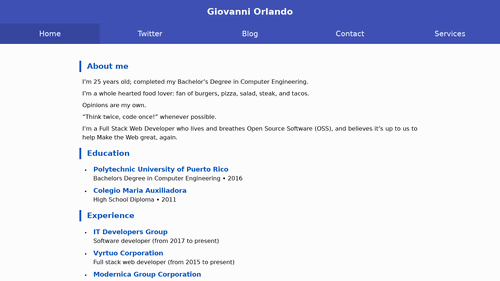 Giovanni Orlando
Home
Twitter
Blog
Contact
Services
About me
I'm 25 years old; completed my Bachelor's Degree in Computer Engineering.
I'm a whole hearted food lover: fan of burgers, pizza, salad, steak, and tacos.
Opinions are my own.
“Think twice, code once!” whenever possible.
I'm a Full Stack Web Developer who lives and breathes Open Source Software (OSS), and believes it's up to us to
help Make the Web great, again.
Education
• Polytechnic University of Puerto Rico
Bachelors Degree in Computer Engineering • 2016
• Colegio Maria Auxiliadora
High School Diploma • 2011
Experience
• IT Developers Group
Software developer (from 2017 to present)
• Vyrtuo Corporation
Full stack web developer (from 2015 to present)
• Modernica Group Corporation